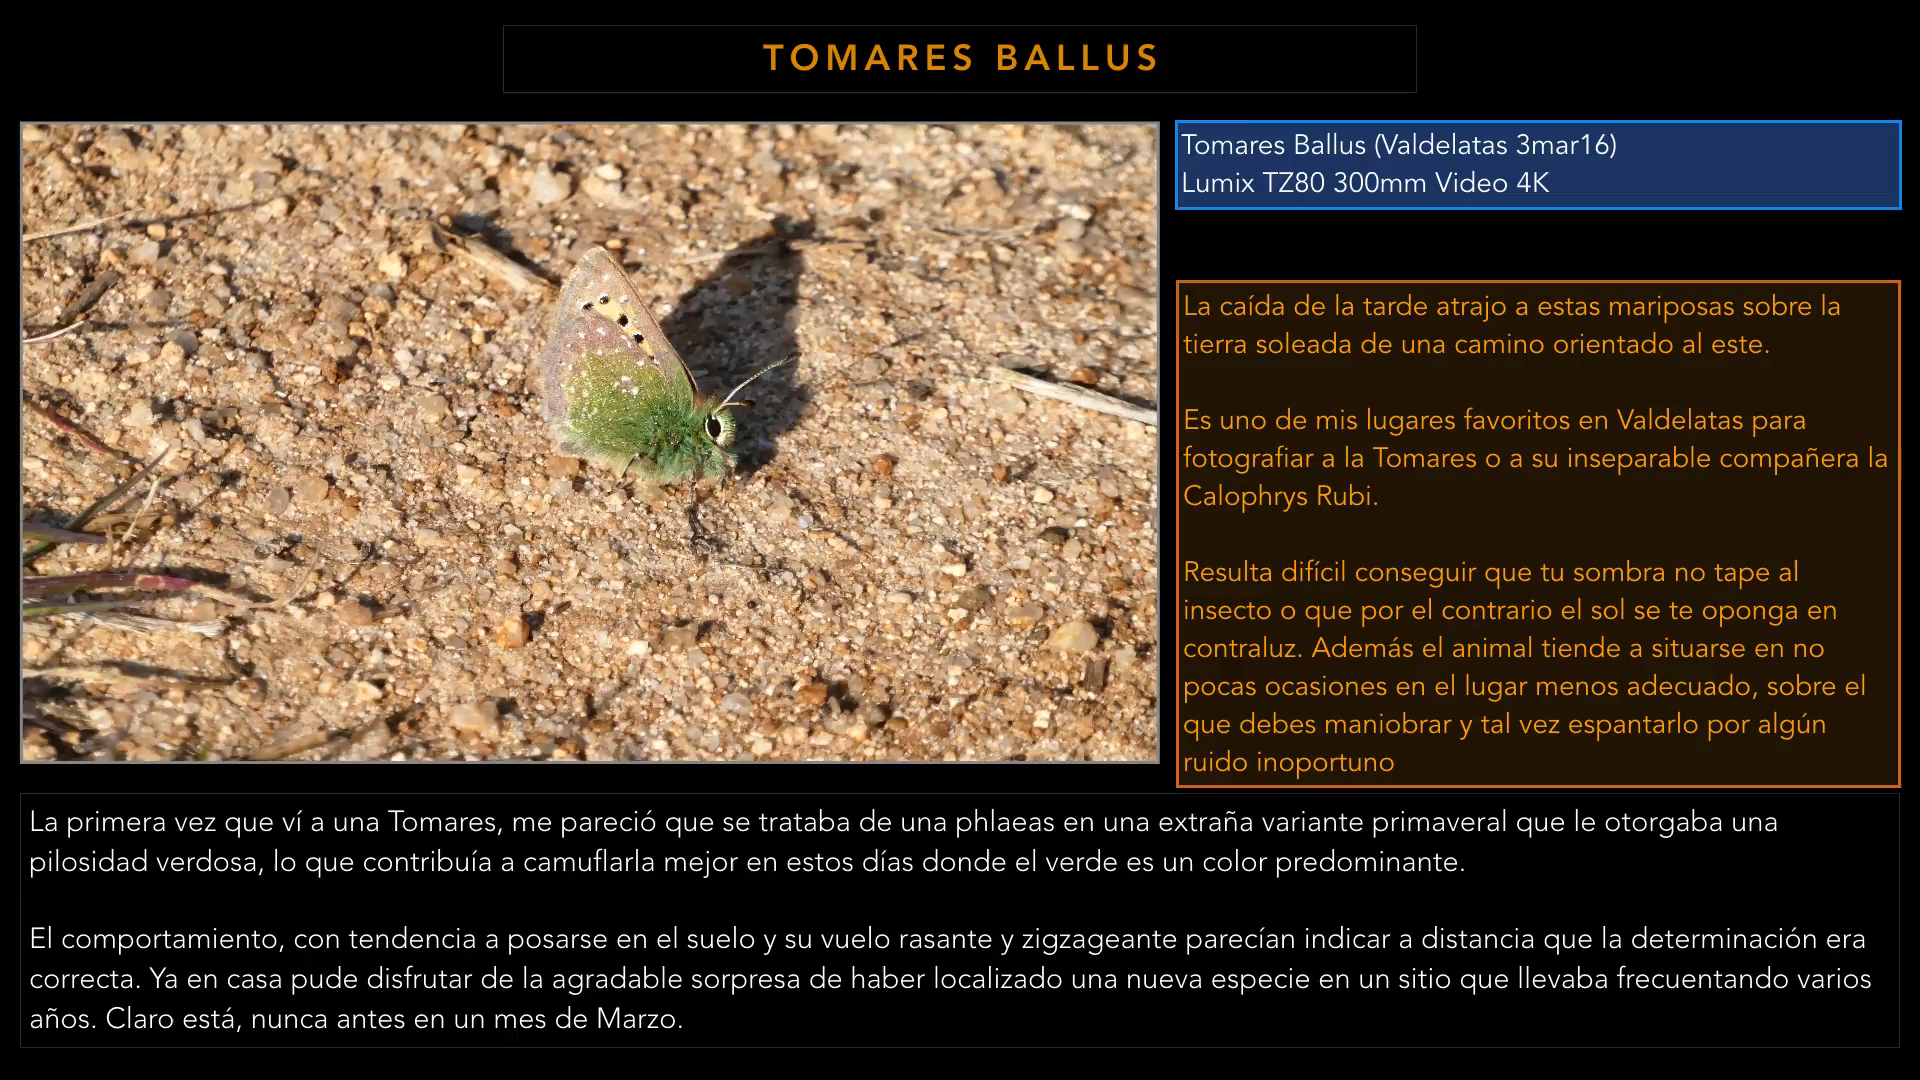 TOMARES BALLUS
Tomares Ballus (Valdelatas 3mar16)
Lumix TZ80 300mm Video 4K
La caída de la tarde atrajo a estas mariposas sobre la
tierra soleada de una camino orientado al este.
Es uno de mis lugares favoritos en Valdelatas para
fotografiar a la Tomares o a su inseparable compañera la
Calophrys Rubi.
Resulta difícil conseguir que tu sombra no tape al
insecto o que por el contrario el sol se te oponga en
contraluz. Además el animal tiende a situarse en no
pocas ocasiones en el lugar menos adecuado, sobre el
que debes maniobrar y tal vez espantarlo por algún
ruido inoportuno
La primera vez que ví a una Tomares, me pareció que se trataba de una phlaeas en una extraña variante primaveral que le otorgaba una
pilosidad verdosa, lo que contribuía a camuflarla mejor en estos días donde el verde es un color predominante.
El comportamiento, con tendencia a posarse en el suelo y su vuelo rasante y zigzageante parecían indicar a distancia que la determinación era
correcta. Ya en casa pude disfrutar de la agradable sorpresa de haber localizado una nueva especie en un sitio que llevaba frecuentando varios
años. Claro está, nunca antes en un mes de Marzo.